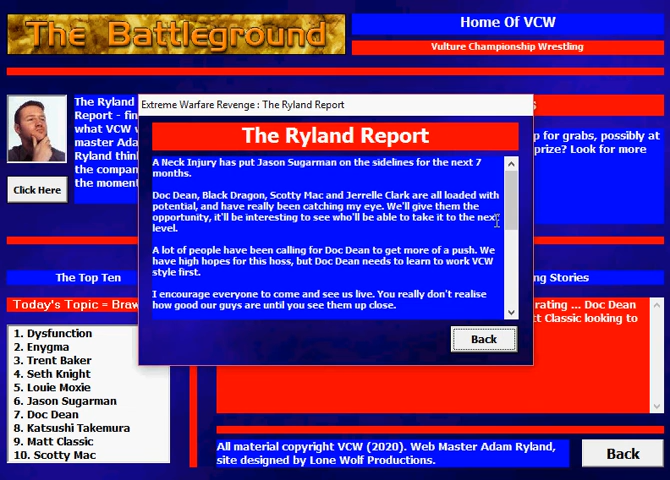 The Battleground
Home Of VCW
Vulture Championship Wrestling
The Ryland
Report - fin
what VCW w
master Ada
Ryland think
the compan
the moment
Click Here
s
p for grabs, possibly at
prize? Look for more
Extreme Warfare Revenge : The Ryland Report
The Ryland Report
A Neck Injury has put Jason Sugarman on the sidelines for the next 7
months.
Doc Dean, Black Dragon, Scotty Mac and Jerrelle Clark are all loaded with
potential, and have really been catching my eye. We'll give them the
opportunity, it'll be interesting to see who'll be able to take it to the next
level.
A lot of people have been calling for Doc Dean to get more of a push. We
have high hopes for this hoss, but Doc Dean needs to learn to work VCW
style first.
I encourage everyone to come and see us live. You really don't realise
how good our guys are until you see them up close.
Back
The Top Ten
Today's Topic = Braw
1. Dysfunction
2. Enygma
3. Trent Baker
4. Seth Knight
5. Louie Moxie
6. Jason Sugarman
7. Doc Dean
8. Katsushi Takemura
9. Matt Classic
10. Scotty Mac
ng Stories
rating ... Doc Dean
tt Classic looking to
All material copyright VCW (2020). Web Master Adam Ryland,
site designed by Lone Wolf Productions.
Back